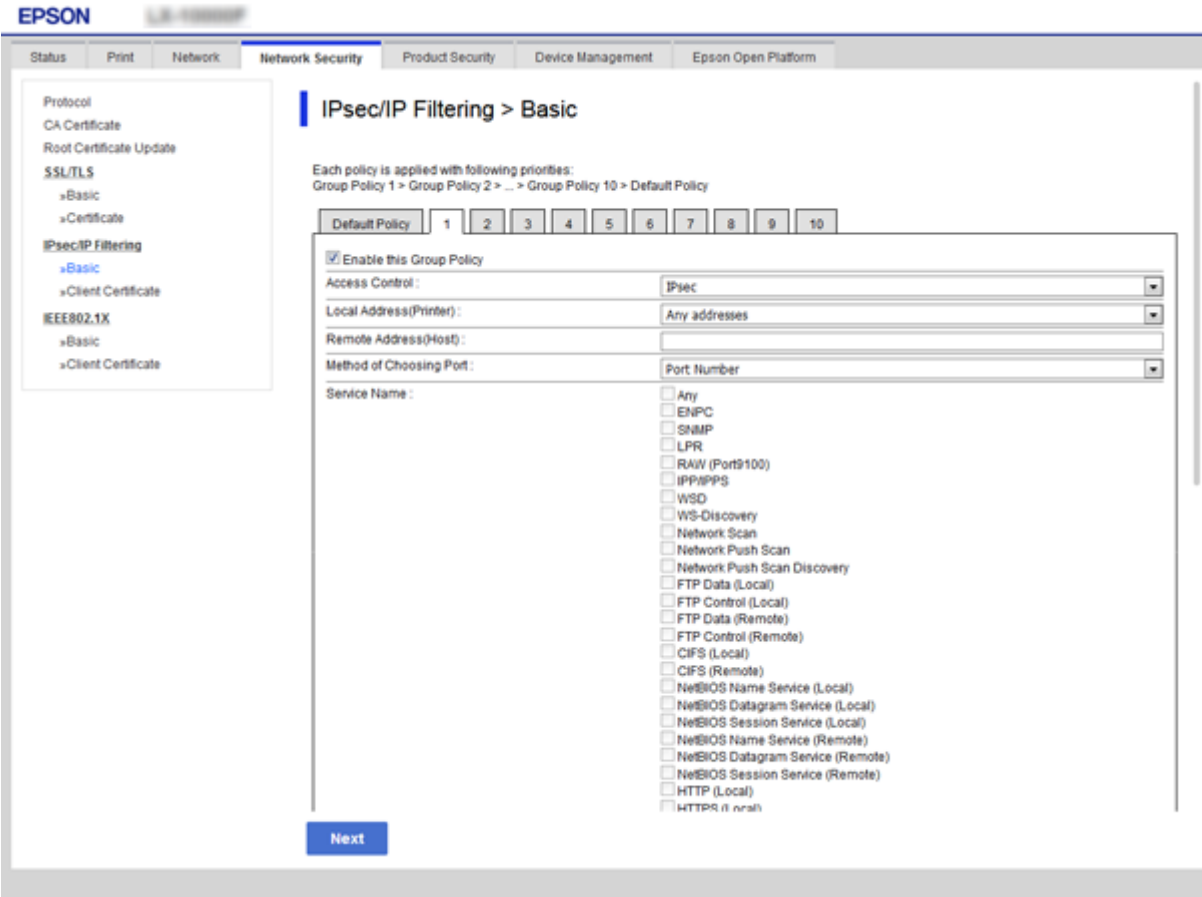 EPSON
Status Print Network Network Security Product Security Device Management Epson Open Platform
Protocol
CA Certificate
Root Certificate Update
SSL/TLS
»Basic
»Certificate
IPsec/IP Filtering
»Basic
»Client Certificate
IEEE802.1X
»Basic
»Client Certificate
IPsec/IP Filtering > Basic
Each policy is applied with following priorities:
Group Policy 1 > Group Policy 2 > ... > Group Policy 10 > Default Policy
Default Policy 1 2 3 4 5 6 7 8 9 10
Enable this Group Policy
Access Control : IPsec
Local Address(Printer) : Any addresses
Remote Address(Host) :
Method of Choosing Port : Port Number
Service Name : Any
ENPC
SNMP
LPR
RAW (Port9100)
IPP/IPPS
WSD
WS-Discovery
Network Scan
Network Push Scan
Network Push Scan Discovery
FTP Data (Local)
FTP Control (Local)
FTP Data (Remote)
FTP Control (Remote)
CIFS (Local)
CIFS (Remote)
NetBIOS Name Service (Local)
NetBIOS Datagram Service (Local)
NetBIOS Session Service (Local)
NetBIOS Name Service (Remote)
NetBIOS Datagram Service (Remote)
NetBIOS Session Service (Remote)
HTTP (Local)
HTTPS (Local)
Next